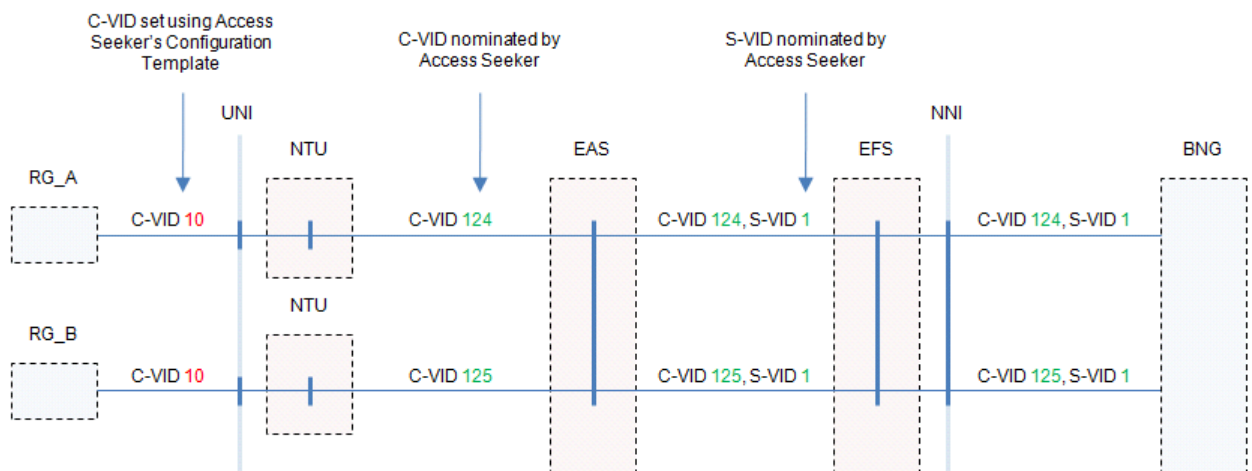 C-VID set using Access
Seeker's Configuration
Template
C-VID nominated by
Access Seeker
S-VID nominated by
Access Seeker
UNI
NNI
NTU
EAS
EFS
BNG
RG_A
C-VID 10
C-VID 124
C-VID 124, S-VID 1
C-VID 124, S-VID 1
NTU
RG_B
C-VID 10
C-VID 125
C-VID 125, S-VID 1
C-VID 125, S-VID 1